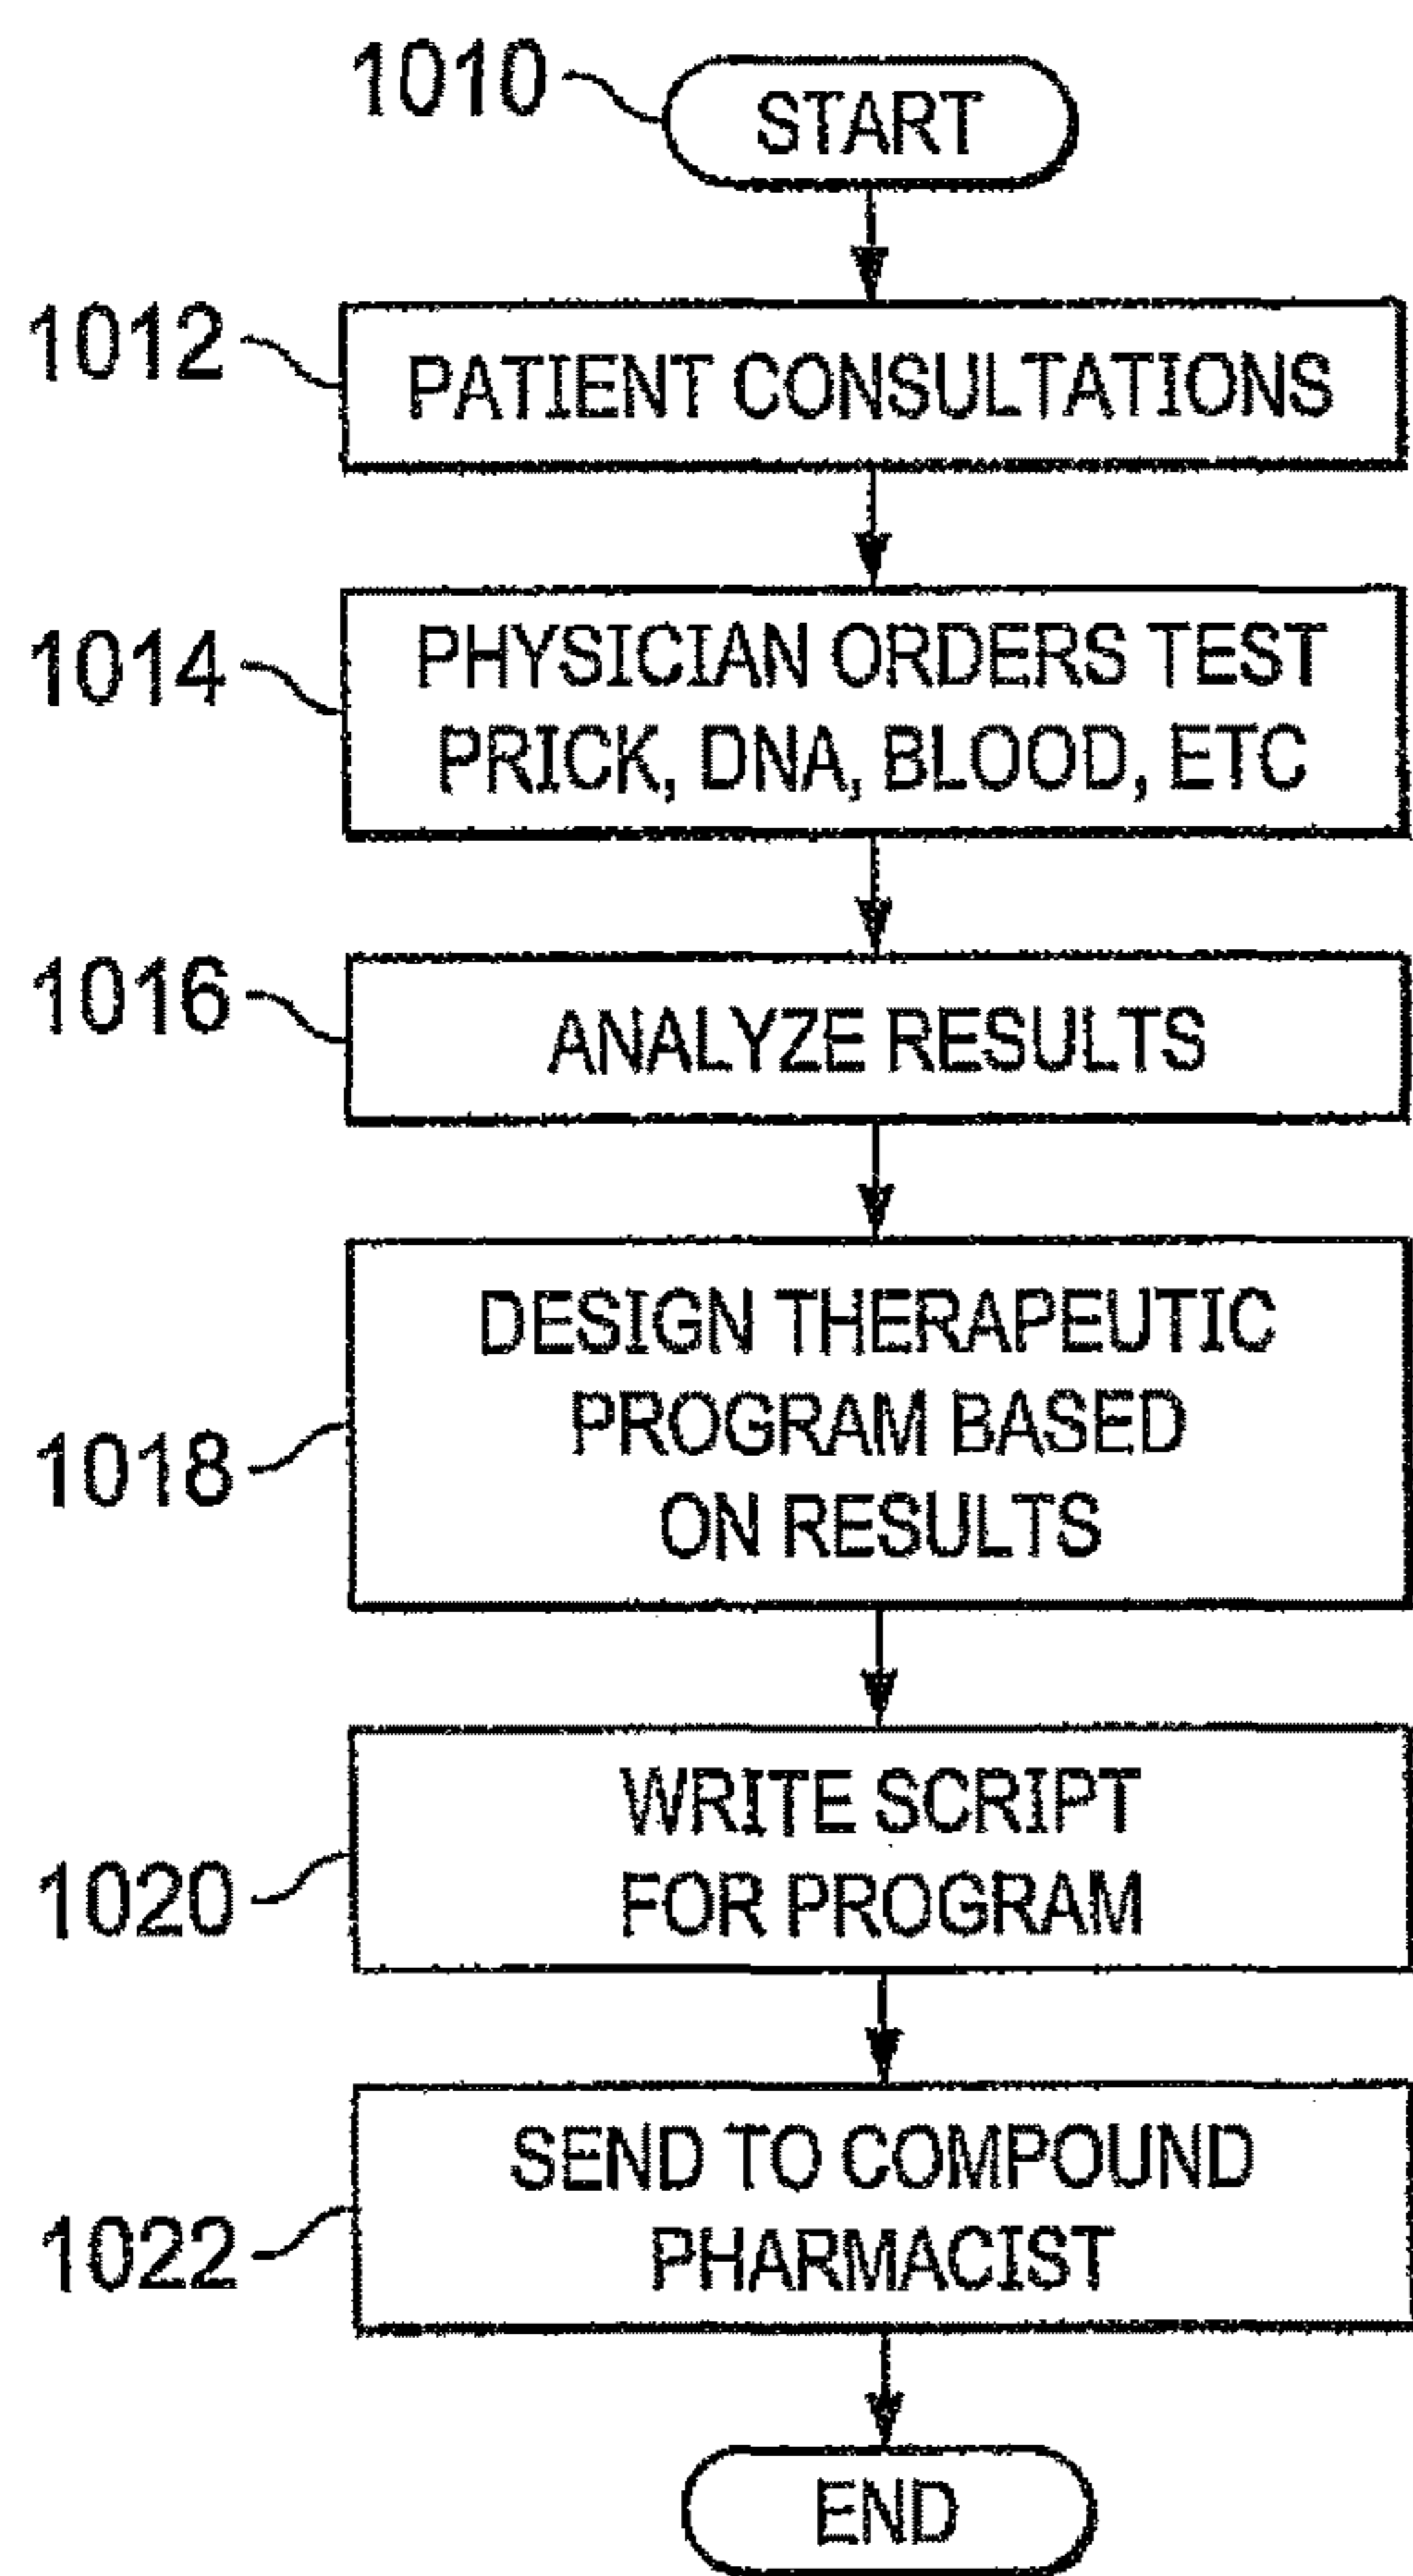 1010
START
1012
PATIENT CONSULTATIONS
1014
PHYSICIAN ORDERS TEST
PRICK, DNA, BLOOD, ETC
1016
ANALYZE RESULTS
1018
DESIGN THERAPEUTIC
PROGRAM BASED
ON RESULTS
1020
WRITE SCRIPT
FOR PROGRAM
1022
SEND TO COMPOUND
PHARMACIST
END